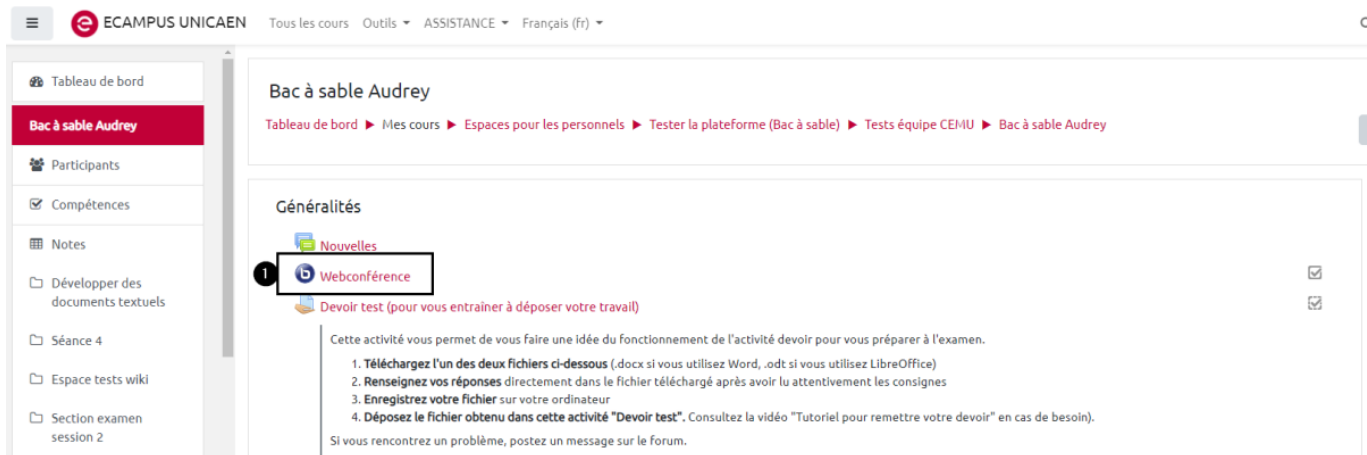 ECAMPUS UNICAEN Tous les cours Outils ASSISTANCE Français (fr)
Tableau de bord
Bac à sable Audrey
Participants
Compétences
Notes
Développer des
documents textuels
Séance 4
Espace tests wiki
Section examen
session 2
Bac à sable Audrey
Tableau de bord ▶ Mes cours ▶ Espaces pour les personnels ▶ Tester la plateforme (Bac à sable) ▶ Tests équipe CEMU ▶ Bac à sable Audrey
Généralités
Nouvelles
1 Webconférence
Devoir test (pour vous entraîner à déposer votre travail)
Cette activité vous permet de vous faire une idée du fonctionnement de l'activité devoir pour vous préparer à l'examen.
1. Téléchargez l'un des deux fichiers ci-dessous (.docx si vous utilisez Word, .odt si vous utilisez LibreOffice)
2. Renseignez vos réponses directement dans le fichier téléchargé après avoir lu attentivement les consignes
3. Enregistrez votre fichier sur votre ordinateur
4. Déposez le fichier obtenu dans cette activité "Devoir test". Consultez la vidéo "Tutoriel pour remettre votre devoir" en cas de besoin).
Si vous rencontrez un problème, postez un message sur le forum.